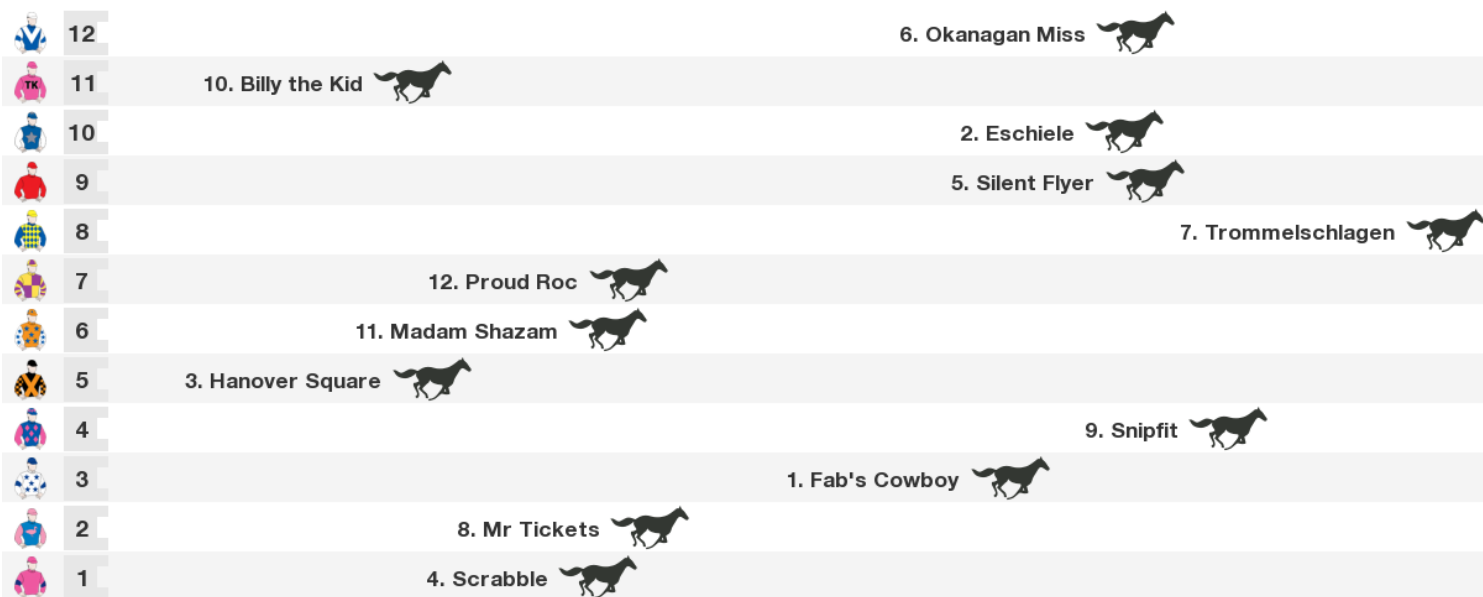 12 6. Okanagan Miss
TK 11 10. Billy the Kid
10 2. Eschiele
9 5. Silent Flyer
8 7. Trommelschlagen
7 12. Proud Roc
6 11. Madam Shazam
5 3. Hanover Square
4 9. Snipfit
3 1. Fab's Cowboy
2 8. Mr Tickets
1 4. Scrabble